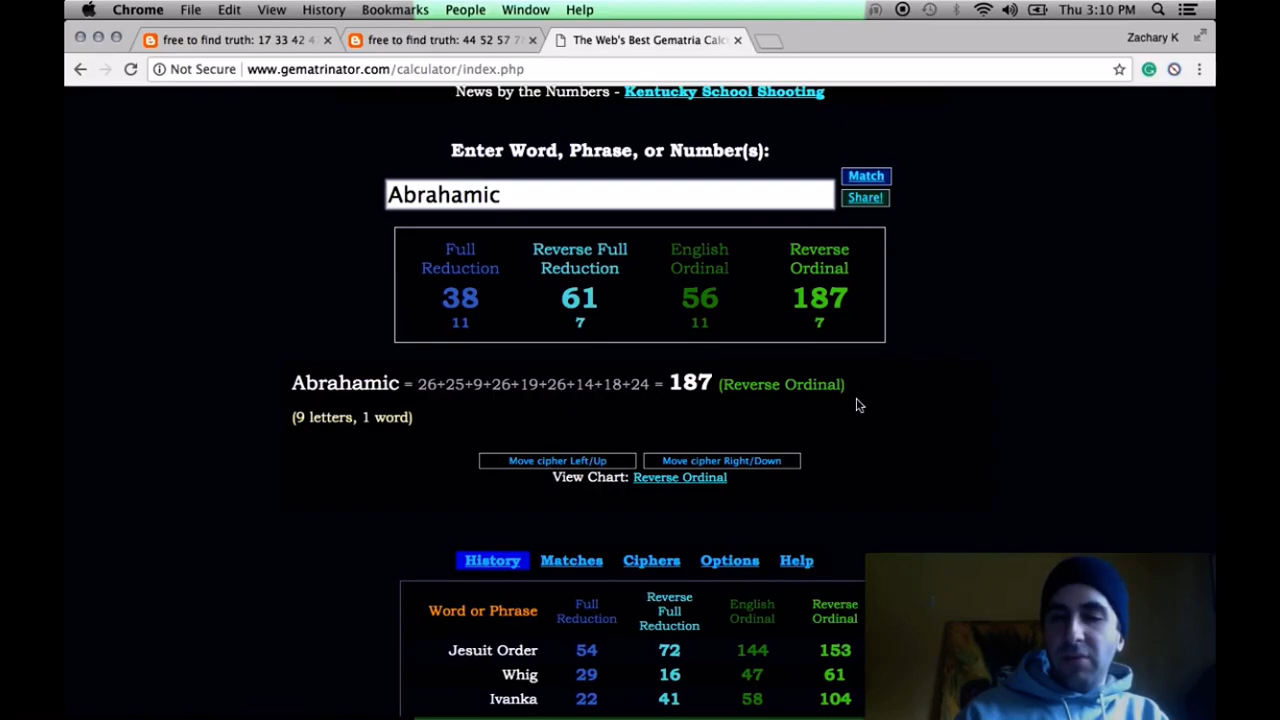 Chrome File Edit View History Bookmarks People Window Help Thu 3:10 PM
free to find truth: 17 33 42 4 free to find truth: 44 52 57 7 The Web's Best Gematria Calc Zachary K
Not Secure www.gematrinator.com/calculator/index.php
News by the Numbers - Kentucky School Shooting
Enter Word, Phrase, or Number(s):
Abrahamic
Match
Share!
Full Reverse Full English Reverse
Reduction Reduction Ordinal Ordinal
38 61 56 187
11 7 11 7
Abrahamic = 26+25+9+26+19+26+14+18+24 = 187 (Reverse Ordinal)
(9 letters, 1 word)
Move cipher Left/Up Move cipher Right/Down
View Chart: Reverse Ordinal
History Matches Ciphers Options Help
Word or Phrase Full Reduction Reverse Full Reduction English Ordinal Reverse Ordinal
Jesuit Order 54 72 144 153
Whig 29 16 47 61
Ivanka 22 41 58 104